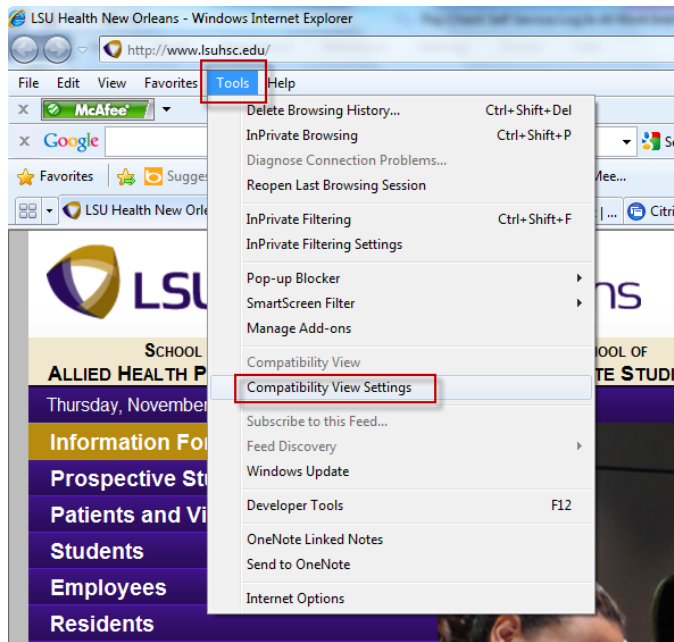 LSU Health New Orleans - Windows Internet Explorer
http://www.lsuhsc.edu/
File Edit View Favorites Tools Help
x McAfee
x Google
Favorites Sugges Mee...
LSU Health New Orle | ... Citri
Delete Browsing History... Ctrl+Shift+Del
InPrivate Browsing Ctrl+Shift+P
Diagnose Connection Problems...
Reopen Last Browsing Session
InPrivate Filtering Ctrl+Shift+F
InPrivate Filtering Settings
Pop-up Blocker
SmartScreen Filter
Manage Add-ons
Compatibility View
Compatibility View Settings
Subscribe to this Feed...
Feed Discovery
Windows Update
Developer Tools F12
OneNote Linked Notes
Send to OneNote
Internet Options
LSU ns
SCHOOL OOL OF
ALLIED HEALTH P TE STUDI
Thursday, November
Information For
Prospective Stu
Patients and Vi
Students
Employees
Residents